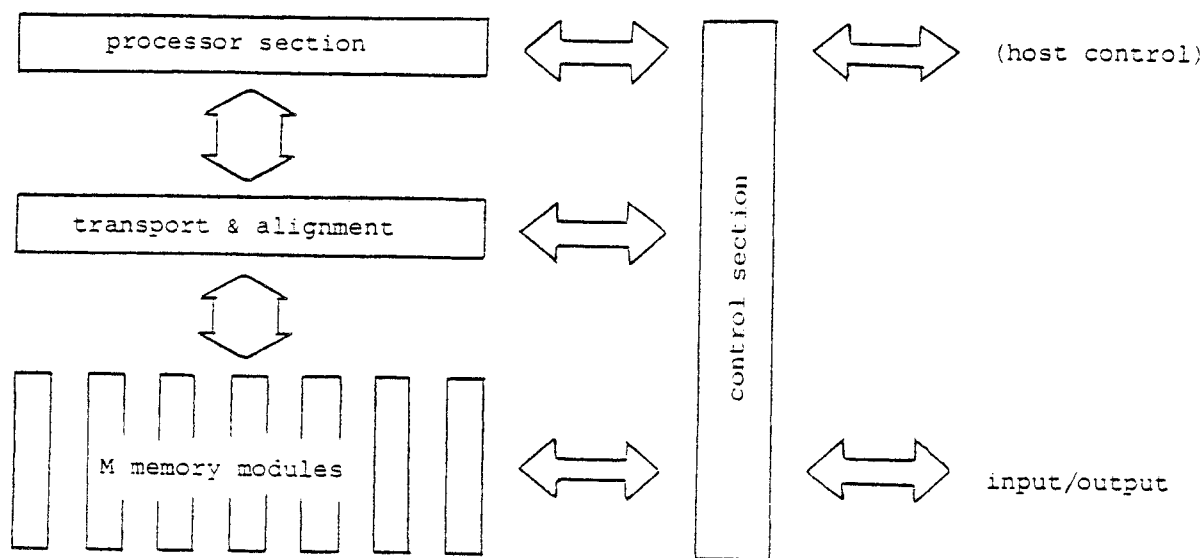 processor section
(host control)
transport & alignment
control section
M memory modules
input/output